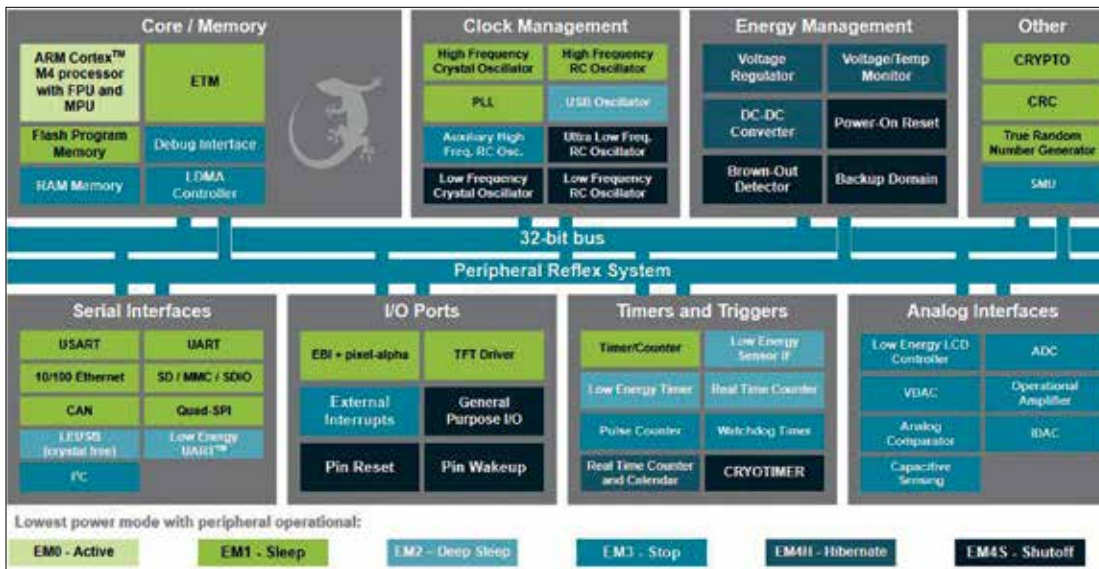 Core / Memory
ARM Cortex™
M4 processor
with FPU and
MPU
ETM
Flash Program
Memory
Debug Interface
RAM Memory
LDMA
Controller
Clock Management
High Frequency
Crystal Oscillator
High Frequency
RC Oscillator
PLL
USB Oscillator
Auxiliary High
Freq. RC Osc.
Ultra Low Freq.
RC Oscillator
Low Frequency
Crystal Oscillator
Low Frequency
RC Oscillator
Energy Management
Voltage
Regulator
Voltage/Temp
Monitor
DC-DC
Converter
Power-On Reset
Brown-Out
Detector
Backup Domain
Other
CRYPTO
CRC
True Random
Number Generator
SMU
32-bit bus
Peripheral Reflex System
Serial Interfaces
USART
UART
10/100 Ethernet
SD / MMC / SDIO
CAN
Quad-SPI
LEUSB
(crystal free)
Low Energy
UART™
I²C
I/O Ports
EBI + pixel-alpha
TFT Driver
External
Interrupts
General
Purpose I/O
Pin Reset
Pin Wakeup
Timers and Triggers
Timer/Counter
Low Energy
Sensor IF
Low Energy Timer
Real Time Counter
Pulse Counter
Watchdog Timer
Real Time Counter
and Calendar
CRYOTIMER
Analog Interfaces
Low Energy LCD
Controller
ADC
VDAC
Operational
Amplifier
Analog
Comparator
IDAC
Capacitive
Sensing
Lowest power mode with peripheral operational:
EM0 - Active
EM1 - Sleep
EM2 – Deep Sleep
EM3 - Stop
EM4H - Hibernate
EM4S - Shutoff